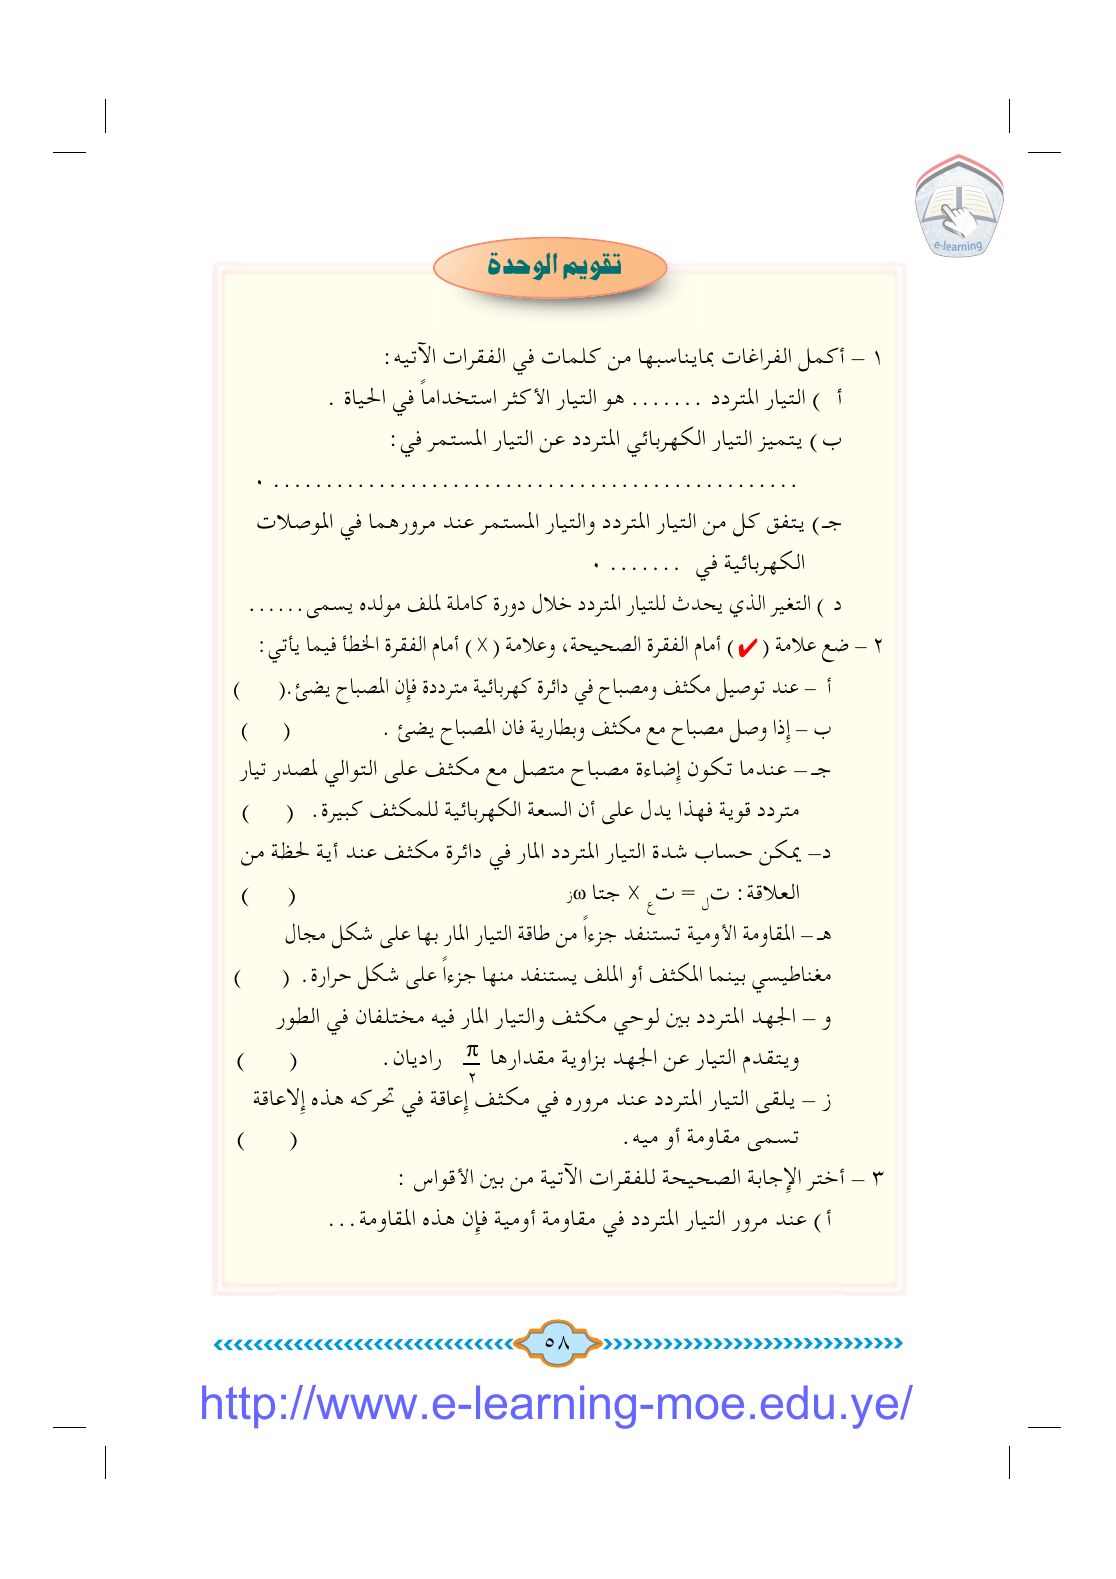 e-learning
تقويم الوحدة
١ – أكمل الفراغات بمايناسبها من كلمات في الفقرات الآتيه:
أ ) التيار المتردد ....... هو التيار الأكثر استخداماً في الحياة .
ب) يتميز التيار الكهربائي المتردد عن التيار المستمر في:
.................................................. ٠
جـ) يتفق كل من التيار المتردد والتيار المستمر عند مرورهما في الموصلات
الكهربائية في ....... ٠
د ) التغير الذي يحدث للتيار المتردد خلال دورة كاملة لملف مولده يسمى......
٢ – ضع علامة (✔) أمام الفقرة الصحيحة، وعلامة (X) أمام الفقرة الخطأ فيما يأتي:
أ – عند توصيل مكثف ومصباح في دائرة كهربائية مترددة فإن المصباح يضئ.( )
ب – إذا وصل مصباح مع مكثف وبطارية فان المصباح يضئ . ( )
جـ – عندما تكون إضاءة مصباح متصل مع مكثف على التوالي لمصدر تيار
متردد قوية فهذا يدل على أن السعة الكهربائية للمكثف كبيرة. ( )
د– يمكن حساب شدة التيار المتردد المار في دائرة مكثف عند أية لحظة من
العلاقة: تل = تع X جتا ωز ( )
هـ – المقاومة الأومية تستنفد جزءاً من طاقة التيار المار بها على شكل مجال
مغناطيسي بينما المكثف أو الملف يستنفد منها جزءاً على شكل حرارة. ( )
و – الجهد المتردد بين لوحي مكثف والتيار المار فيه مختلفان في الطور
ويتقدم التيار عن الجهد بزاوية مقدارها π/٢ راديان. ( )
ز – يلقى التيار المتردد عند مروره في مكثف إعاقة في تحركه هذه إلاعاقة
تسمى مقاومة أو ميه. ( )
٣ – أختر الإجابة الصحيحة للفقرات الآتية من بين الأقواس :
أ) عند مرور التيار المتردد في مقاومة أومية فإن هذه المقاومة...
٥٨
http://www.e-learning-moe.edu.ye/